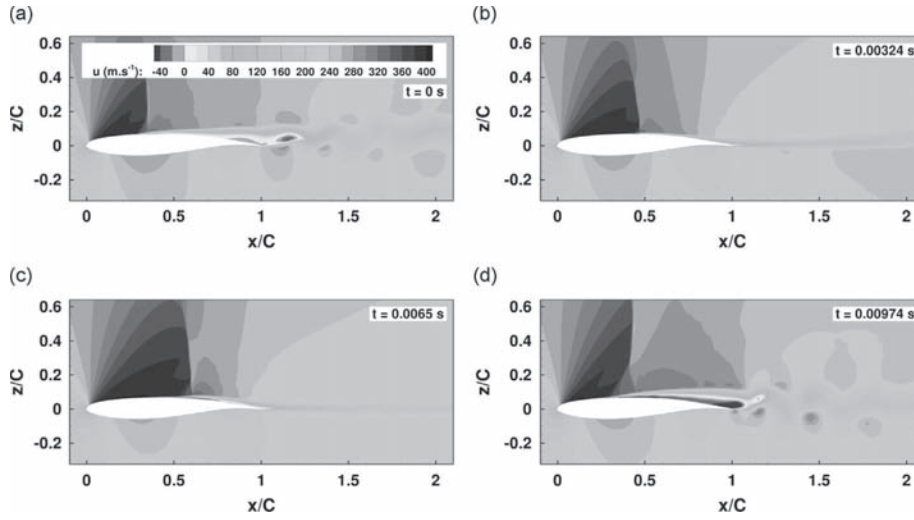 (a)
(b)
0.6
0.4
0.2
0
-0.2
z/C
u (m.s⁻¹): -40 0 40 80 120 160 200 240 280 320 360 400
t = 0 s
0 0.5 1 1.5 2
x/C
0.6
0.4
0.2
0
-0.2
z/C
t = 0.00324 s
0 0.5 1 1.5 2
x/C
(c)
(d)
0.6
0.4
0.2
0
-0.2
z/C
t = 0.0065 s
0 0.5 1 1.5 2
x/C
0.6
0.4
0.2
0
-0.2
z/C
t = 0.00974 s
0 0.5 1 1.5 2
x/C